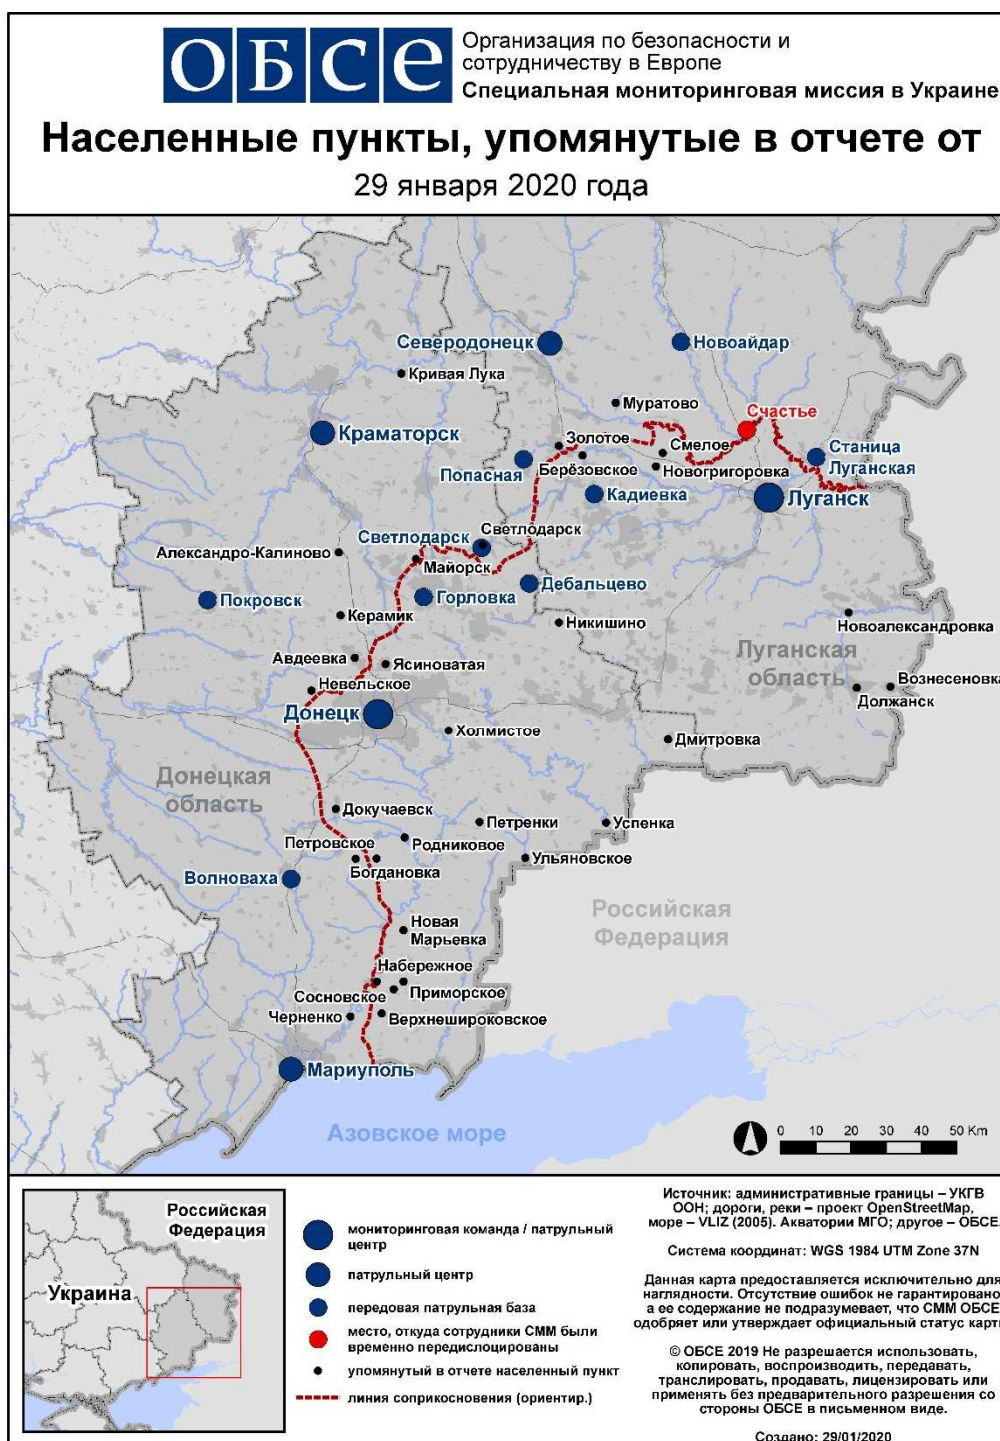 ОБСЕ
Организация по безопасности и
сотрудничеству в Европе
Специальная мониторинговая миссия в Украине
Населенные пункты, упомянутые в отчете от
29 января 2020 года
Северодонецк
Новоайдар
Кривая Лука
Муратово
Счастье
Краматорск
Золотое
Смелое
Станица
Луганская
Попасная
Берёзовское
Новогригоровка
Кадиевка
Луганск
Светлодарск
Светлодарск
Александро-Калиново
Майорск
Дебальцево
Покровск
Горловка
Керамик
Никишино
Новоалександровка
Луганская
область
Авдеевка
Ясиноватая
Невельское
Вознесеновка
Должанск
Донецк
Холмистое
Дмитровка
Донецкая
область
Докучаевск
Петренки
Успенка
Петровское
Родниковое
Богдановка
Ульяновское
Волноваха
Российская
Федерация
Новая
Марьевка
Набережное
Сосновское
Приморское
Черненко
Верхнешироковское
Мариуполь
Азовское море
0 10 20 30 40 50 Km
Российская
Федерация
Украина
мониторинговая команда / патрульный
центр
патрульный центр
передовая патрульная база
место, откуда сотрудники СММ были
временно передислоцированы
упомянутый в отчете населенный пункт
линия соприкосновения (ориентир.)
Источник: административные границы – УКГВ
ООН; дороги, реки – проект OpenStreetMap,
море – VLIZ (2005). Акватории МГО; другое – ОБСЕ.
Система координат: WGS 1984 UTM Zone 37N
Данная карта предоставляется исключительно для
наглядности. Отсутствие ошибок не гарантировано,
а ее содержание не подразумевает, что СММ ОБСЕ
одобряет или утверждает официальный статус карты
© ОБСЕ 2019 Не разрешается использовать,
копировать, воспроизводить, передавать,
транслировать, продавать, лицензировать или
применять без предварительного разрешения со
стороны ОБСЕ в письменном виде.
Создано: 29/01/2020